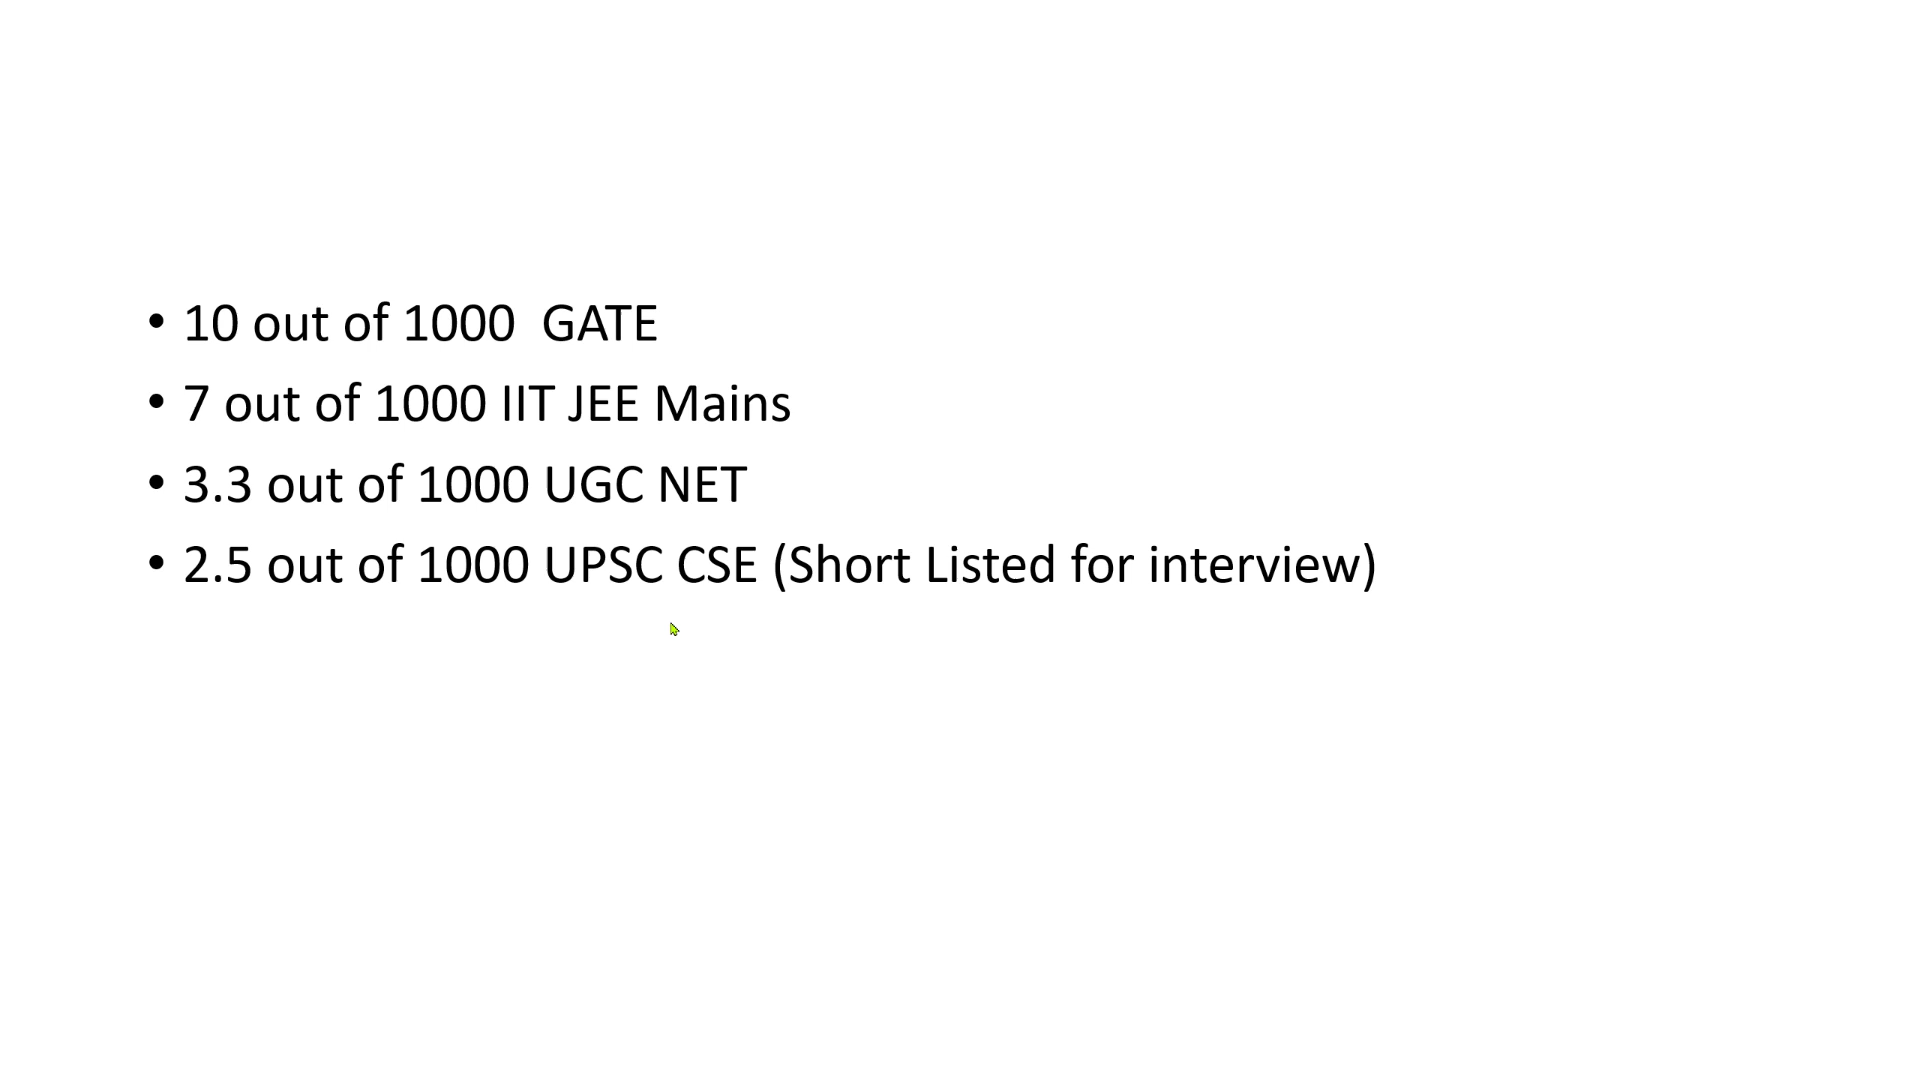 • 10 out of 1000  GATE
• 7 out of 1000 IIT JEE Mains
• 3.3 out of 1000 UGC NET
• 2.5 out of 1000 UPSC CSE (Short Listed for interview)